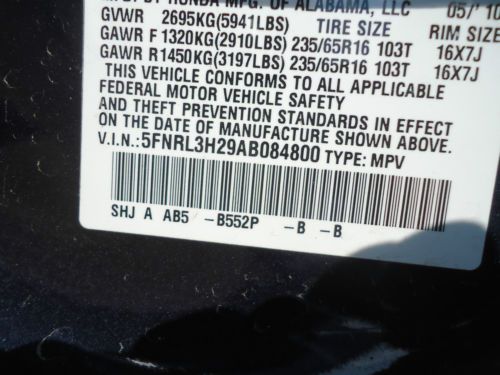 BY HONDA MFG. OF ALABAMA, LLC 05/'10
GVWR 2695KG(5941LBS) TIRE SIZE RIM SIZE
GAWR F 1320KG(2910LBS) 235/65R16 103T 16X7J
GAWR R 1450KG(3197LBS) 235/65R16 103T 16X7J
THIS VEHICLE CONFORMS TO ALL APPLICABLE
FEDERAL MOTOR VEHICLE SAFETY
AND THEFT PREVENTION STANDARDS IN EFFECT
ON THE DATE OF MANUFACTURE SHOWN ABOVE.
V.I.N.: 5FNRL3H29AB084800 TYPE: MPV
SHJ A AB5 -B552P -B -B